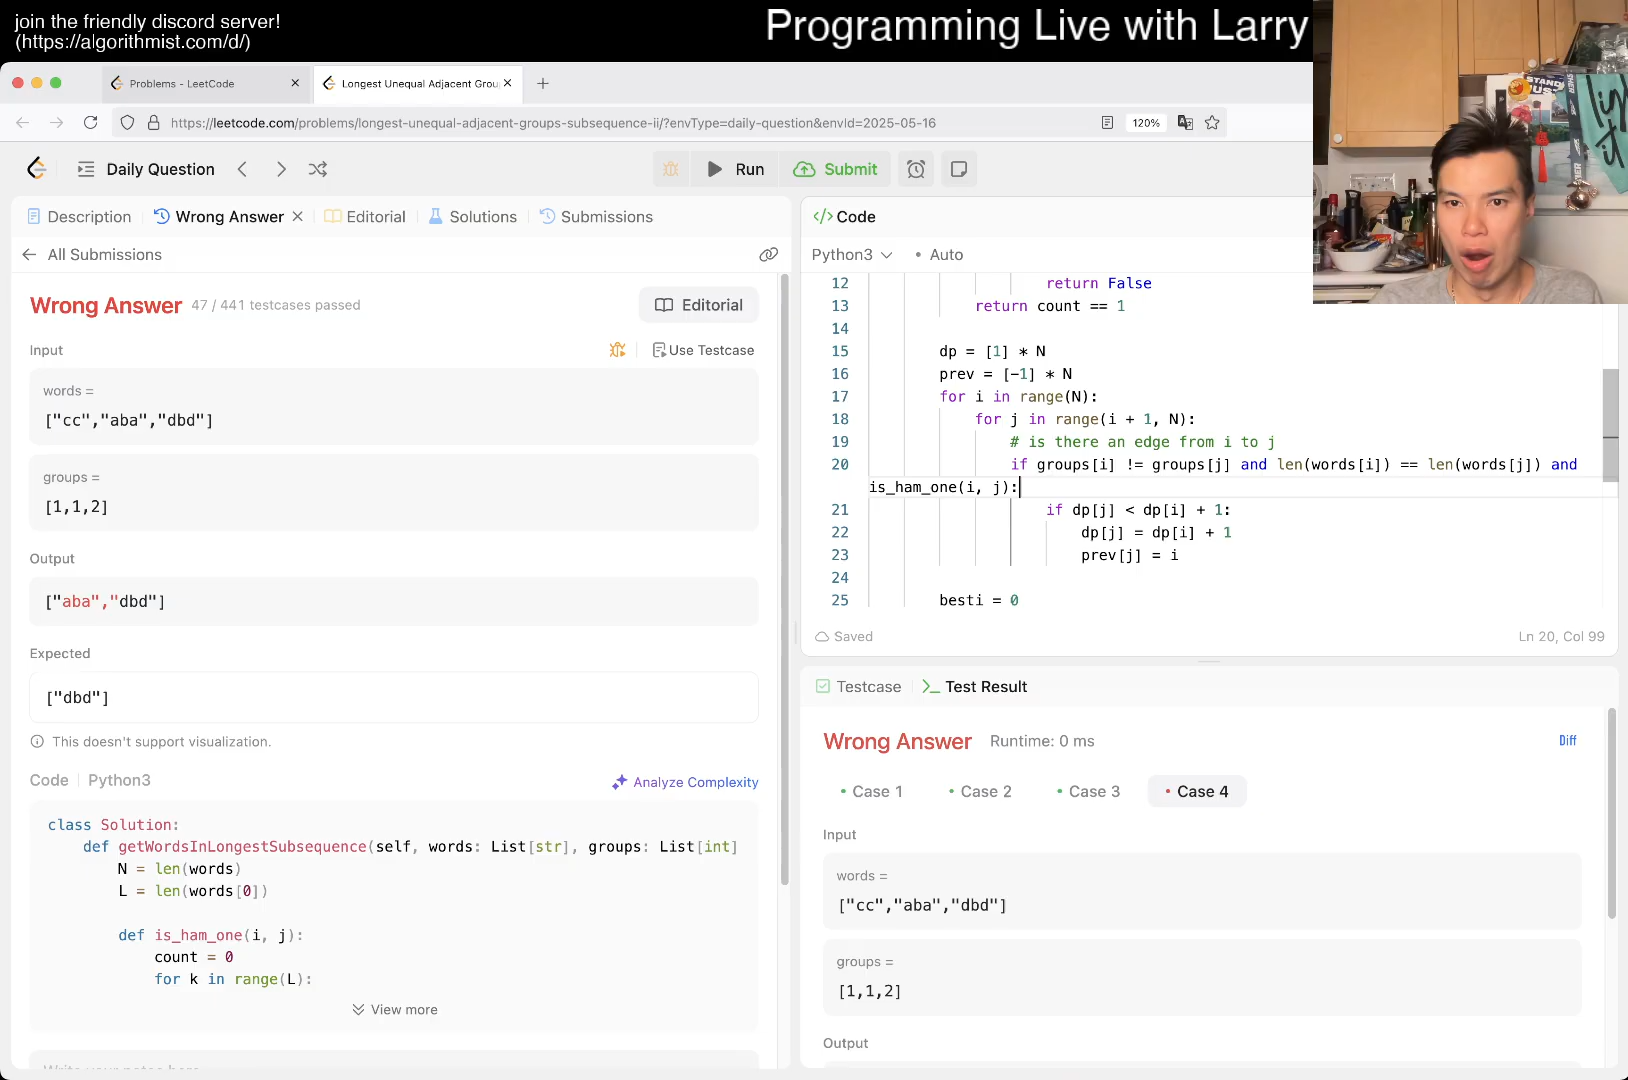 join the friendly discord server!
(https://algorithmist.com/d/)
Programming Live with Larry
Problems - LeetCode
Longest Unequal Adjacent Grou
https://leetcode.com/problems/longest-unequal-adjacent-groups-subsequence-ii/?envType=daily-question&envId=2025-05-16
120%
Daily Question
Run
Submit
Description
Wrong Answer
Editorial
Solutions
Submissions
All Submissions
Wrong Answer
47 / 441 testcases passed
Editorial
Input
Use Testcase
words =
["cc","aba","dbd"]
groups =
[1,1,2]
Output
["aba","dbd"]
Expected
["dbd"]
This doesn't support visualization.
Code
Python3
Analyze Complexity
class Solution:
def getWordsInLongestSubsequence(self, words: List[str], groups: List[int]
N = len(words)
L = len(words[0])
def is_ham_one(i, j):
count = 0
for k in range(L):
View more
Write your notes here
</> Code
Python3
• Auto
12 return False
13 return count == 1
14
15 dp = [1] * N
16 prev = [-1] * N
17 for i in range(N):
18 for j in range(i + 1, N):
19 # is there an edge from i to j
20 if groups[i] != groups[j] and len(words[i]) == len(words[j]) and
is_ham_one(i, j):
21 if dp[j] < dp[i] + 1:
22 dp[j] = dp[i] + 1
23 prev[j] = i
24
25 besti = 0
Saved
Ln 20, Col 99
Testcase
Test Result
Wrong Answer
Runtime: 0 ms
Diff
• Case 1
• Case 2
• Case 3
• Case 4
Input
words =
["cc","aba","dbd"]
groups =
[1,1,2]
Output